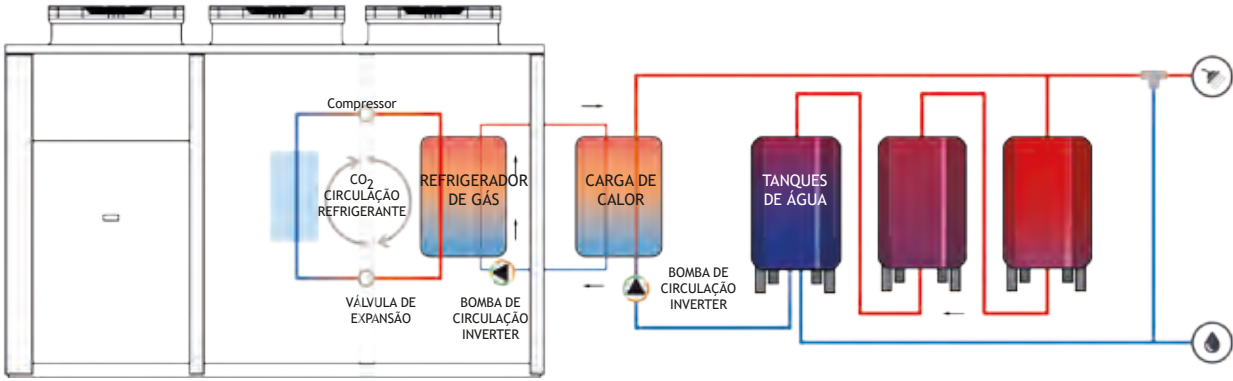 Compressor
CO2
CIRCULAÇÃO
REFRIGERANTE
REFRIGERADOR
DE GÁS
CARGA DE
CALOR
TANQUES
DE ÁGUA
VÁLVULA DE
EXPANSÃO
BOMBA DE
CIRCULAÇÃO
INVERTER
BOMBA DE
CIRCULAÇÃO
INVERTER